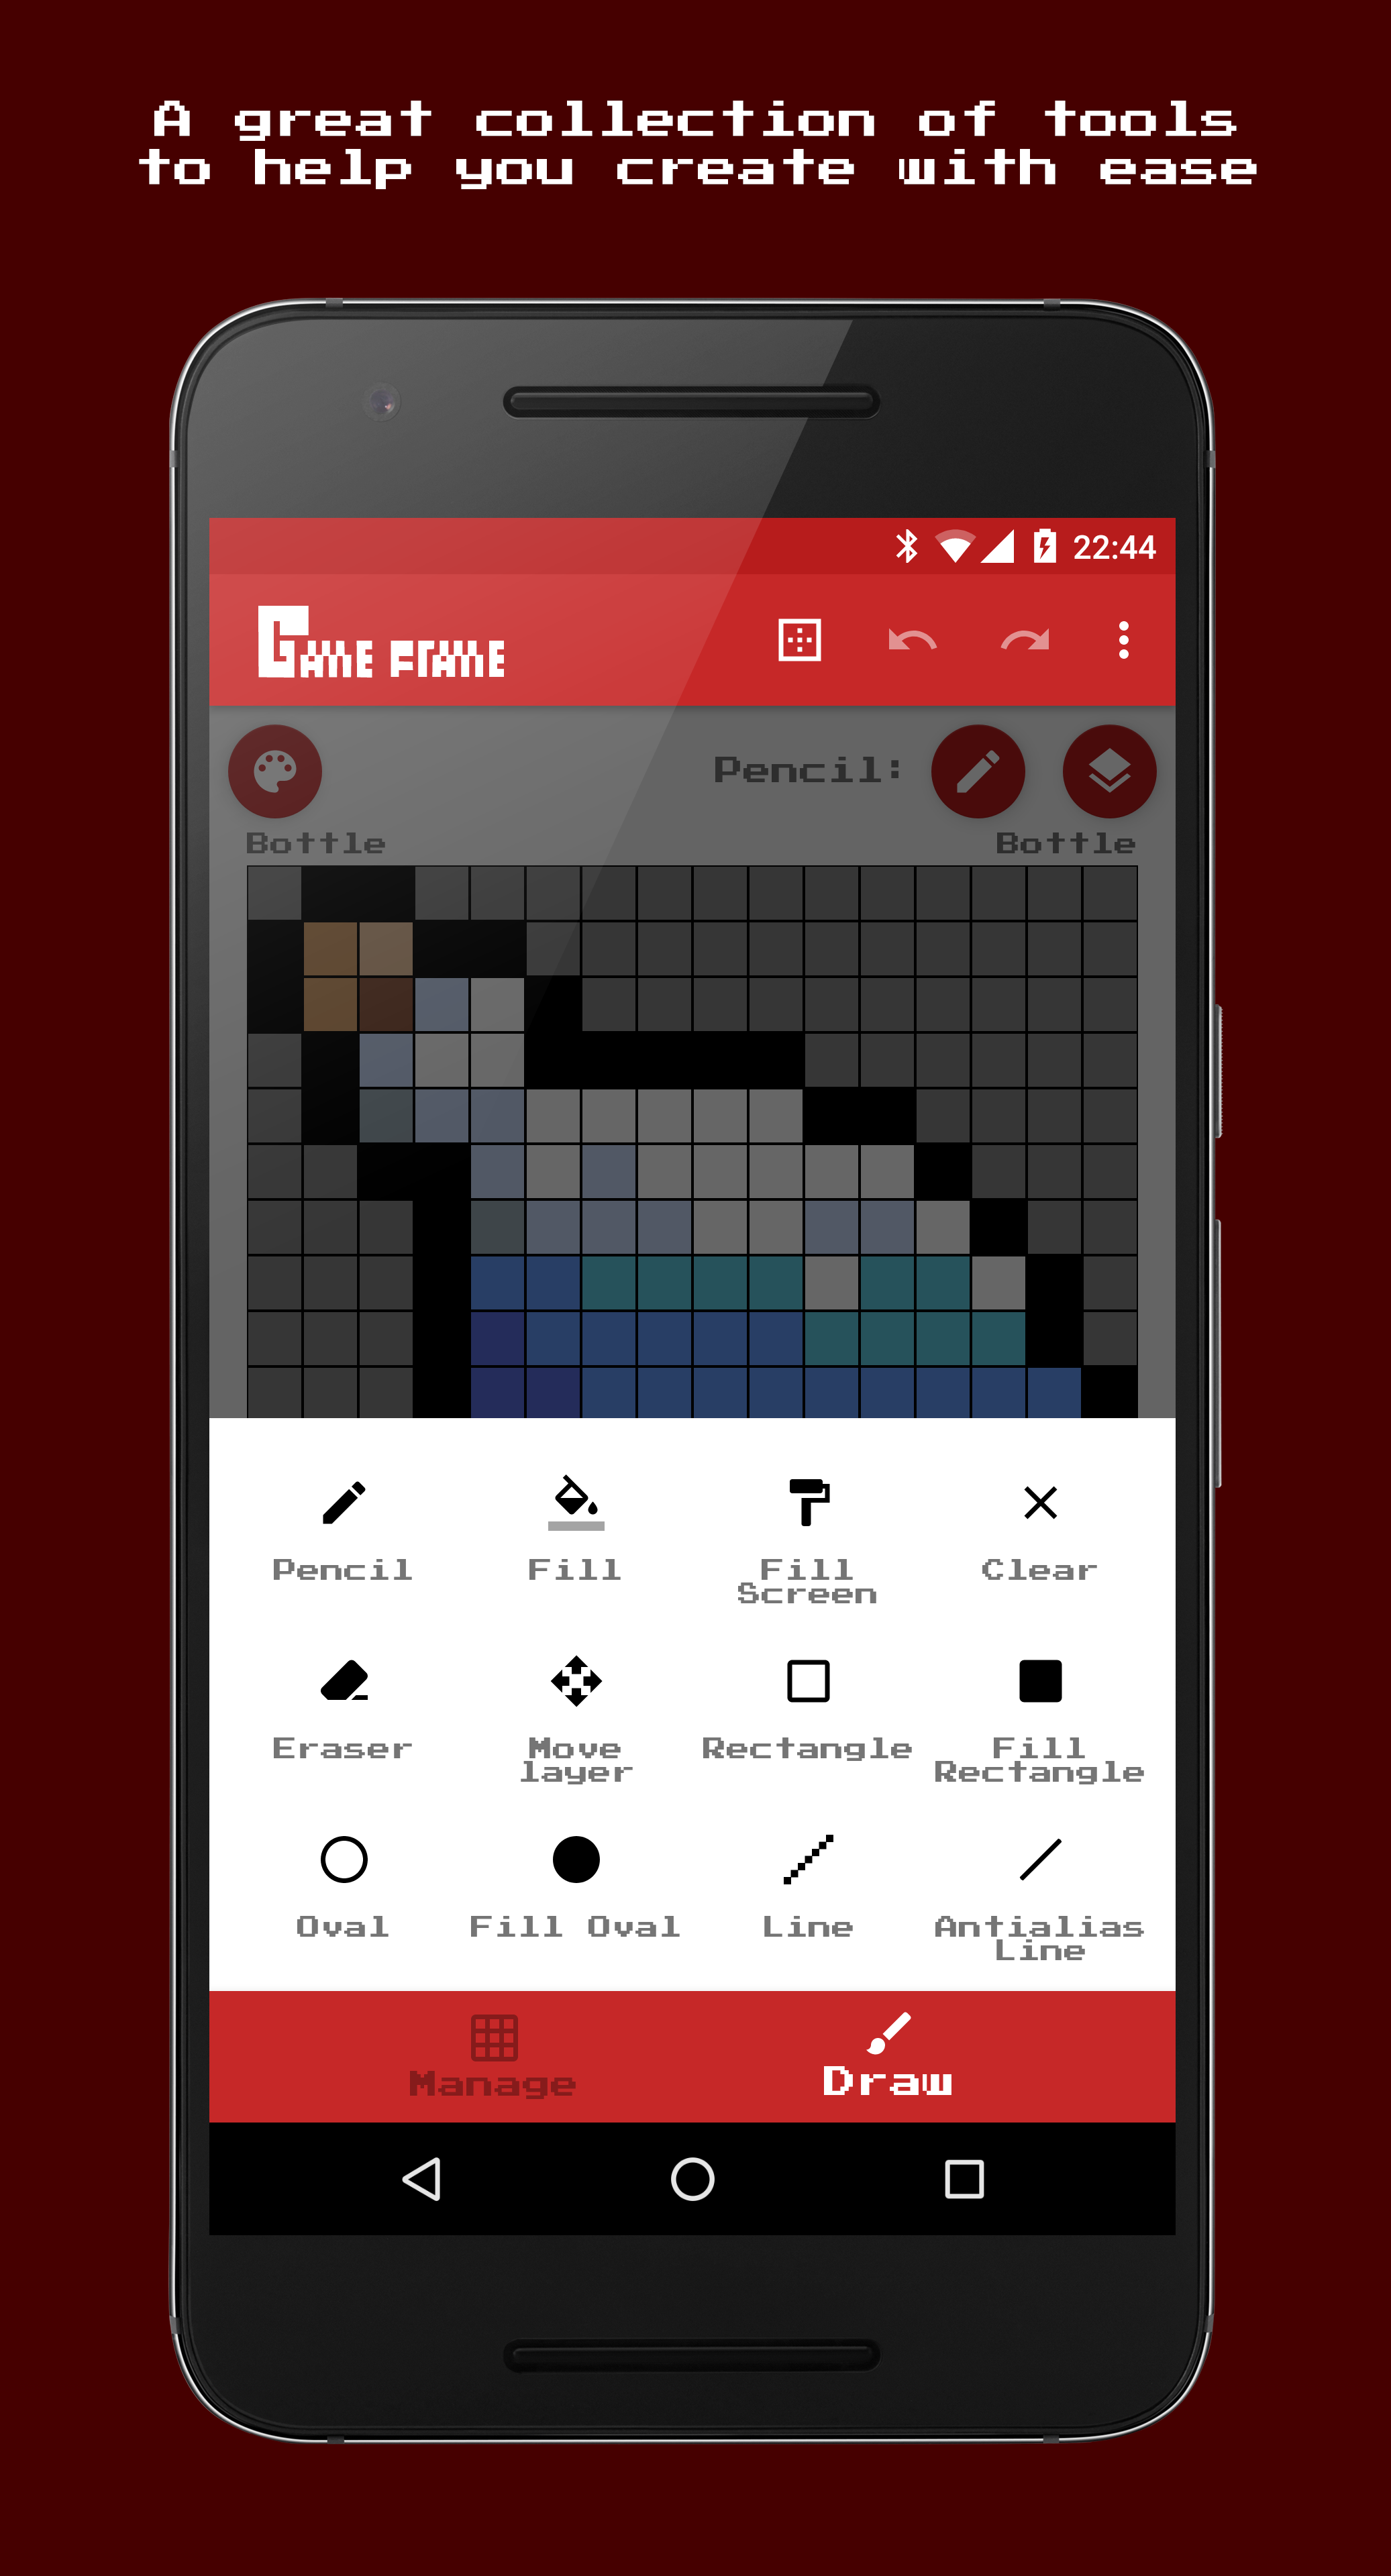 A great collection of tools
to help you create with ease
22:44
GAME FRAME
Pencil:
Bottle
Bottle
Pencil
Fill
Fill
Screen
Clear
Eraser
Move
layer
Rectangle
Fill
Rectangle
Oval
Fill Oval
Line
Antialias
Line
Manage
Draw